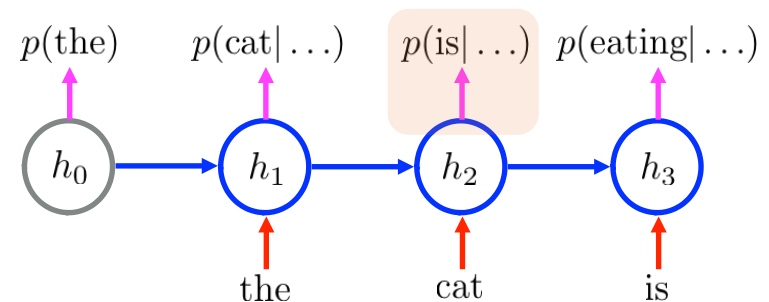 p(the) p(cat| . . .) p(is| . . .) p(eating| . . .)
h₀ h₁ h₂ h₃
the cat is